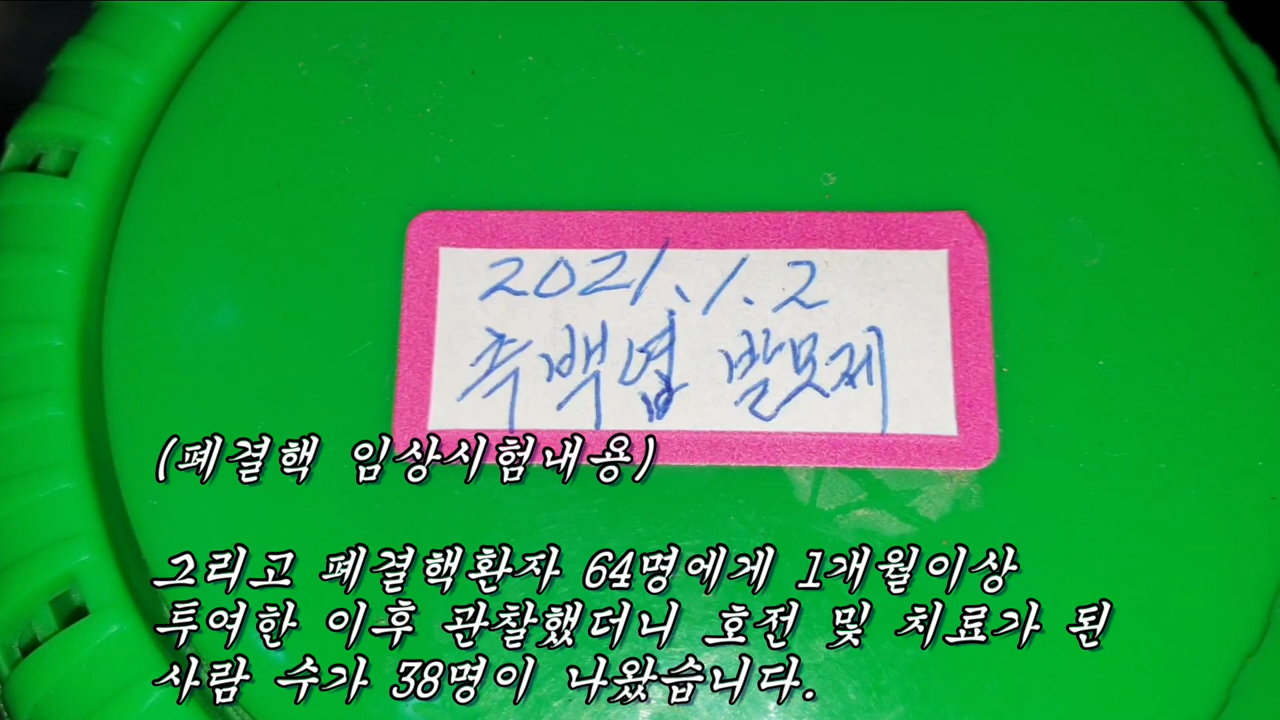 2021.1.2
측백엽 발모제
(폐결핵 임상시험내용)
그리고 폐결핵환자 64명에게 1개월이상
투여한 이후 관찰했더니 호전 및 치료가 된
사람 수가 38명이 나왔습니다.